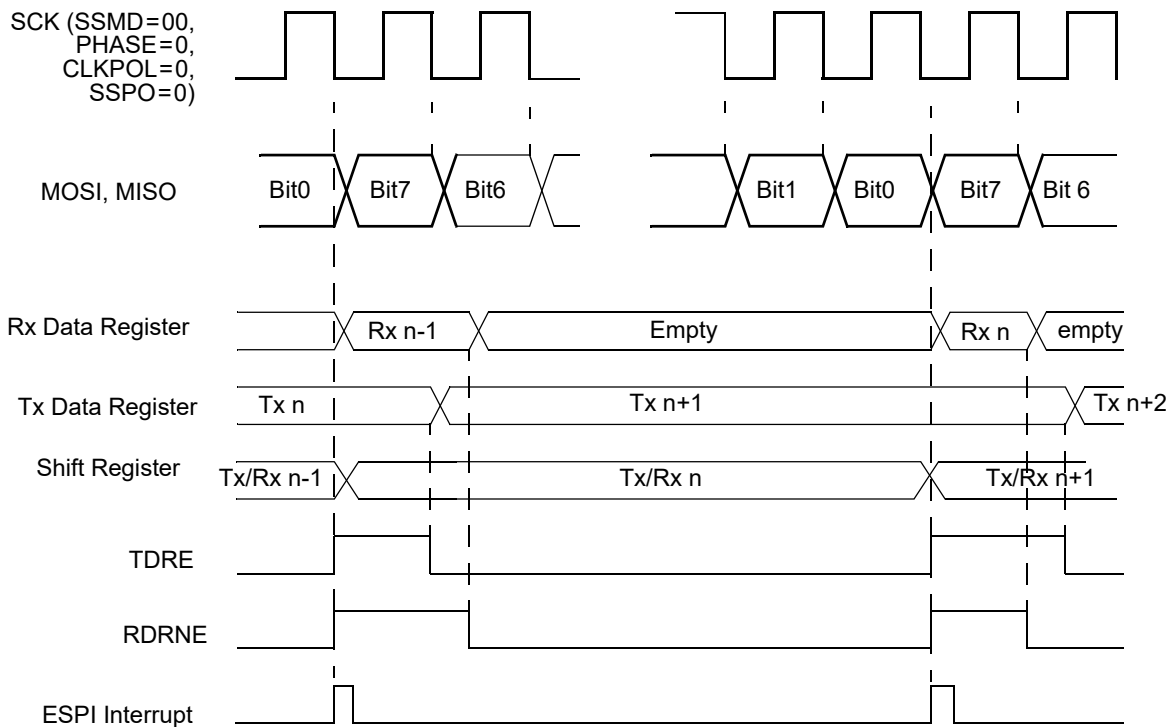 SCK (SSMD=00,
PHASE=0,
CLKPOL=0,
SSPO=0)
MOSI, MISO
Bit0 Bit7 Bit6 Bit1 Bit0 Bit7 Bit 6
Rx Data Register
Rx n-1 Empty Rx n empty
Tx Data Register
Tx n Tx n+1 Tx n+2
Shift Register
Tx/Rx n-1 Tx/Rx n Tx/Rx n+1
TDRE
RDRNE
ESPI Interrupt